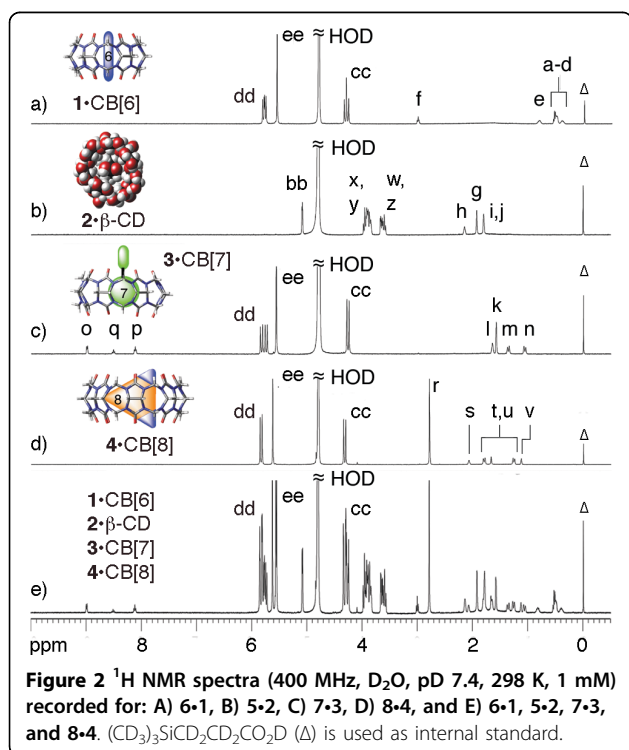 6
ee ≈ HOD
cc
a-d
dd
f
e
Δ
a) 1•CB[6]
≈ HOD
bb
x, y
w, z
g
h
i,j
Δ
b) 2•β-CD
3•CB[7]
7
ee ≈ HOD
dd
cc
k
l
m
n
o
q
p
Δ
c)
8
ee ≈ HOD
dd
cc
r
s
t,u
v
Δ
d) 4•CB[8]
1•CB[6]
2•β-CD
3•CB[7]
4•CB[8]
ee ≈ HOD
dd
cc
Δ
e)
ppm 8 6 4 2 0
Figure 2 ¹H NMR spectra (400 MHz, D₂O, pD 7.4, 298 K, 1 mM)
recorded for: A) 6•1, B) 5•2, C) 7•3, D) 8•4, and E) 6•1, 5•2, 7•3,
and 8•4. (CD₃)₃SiCD₂CD₂CO₂D (Δ) is used as internal standard.